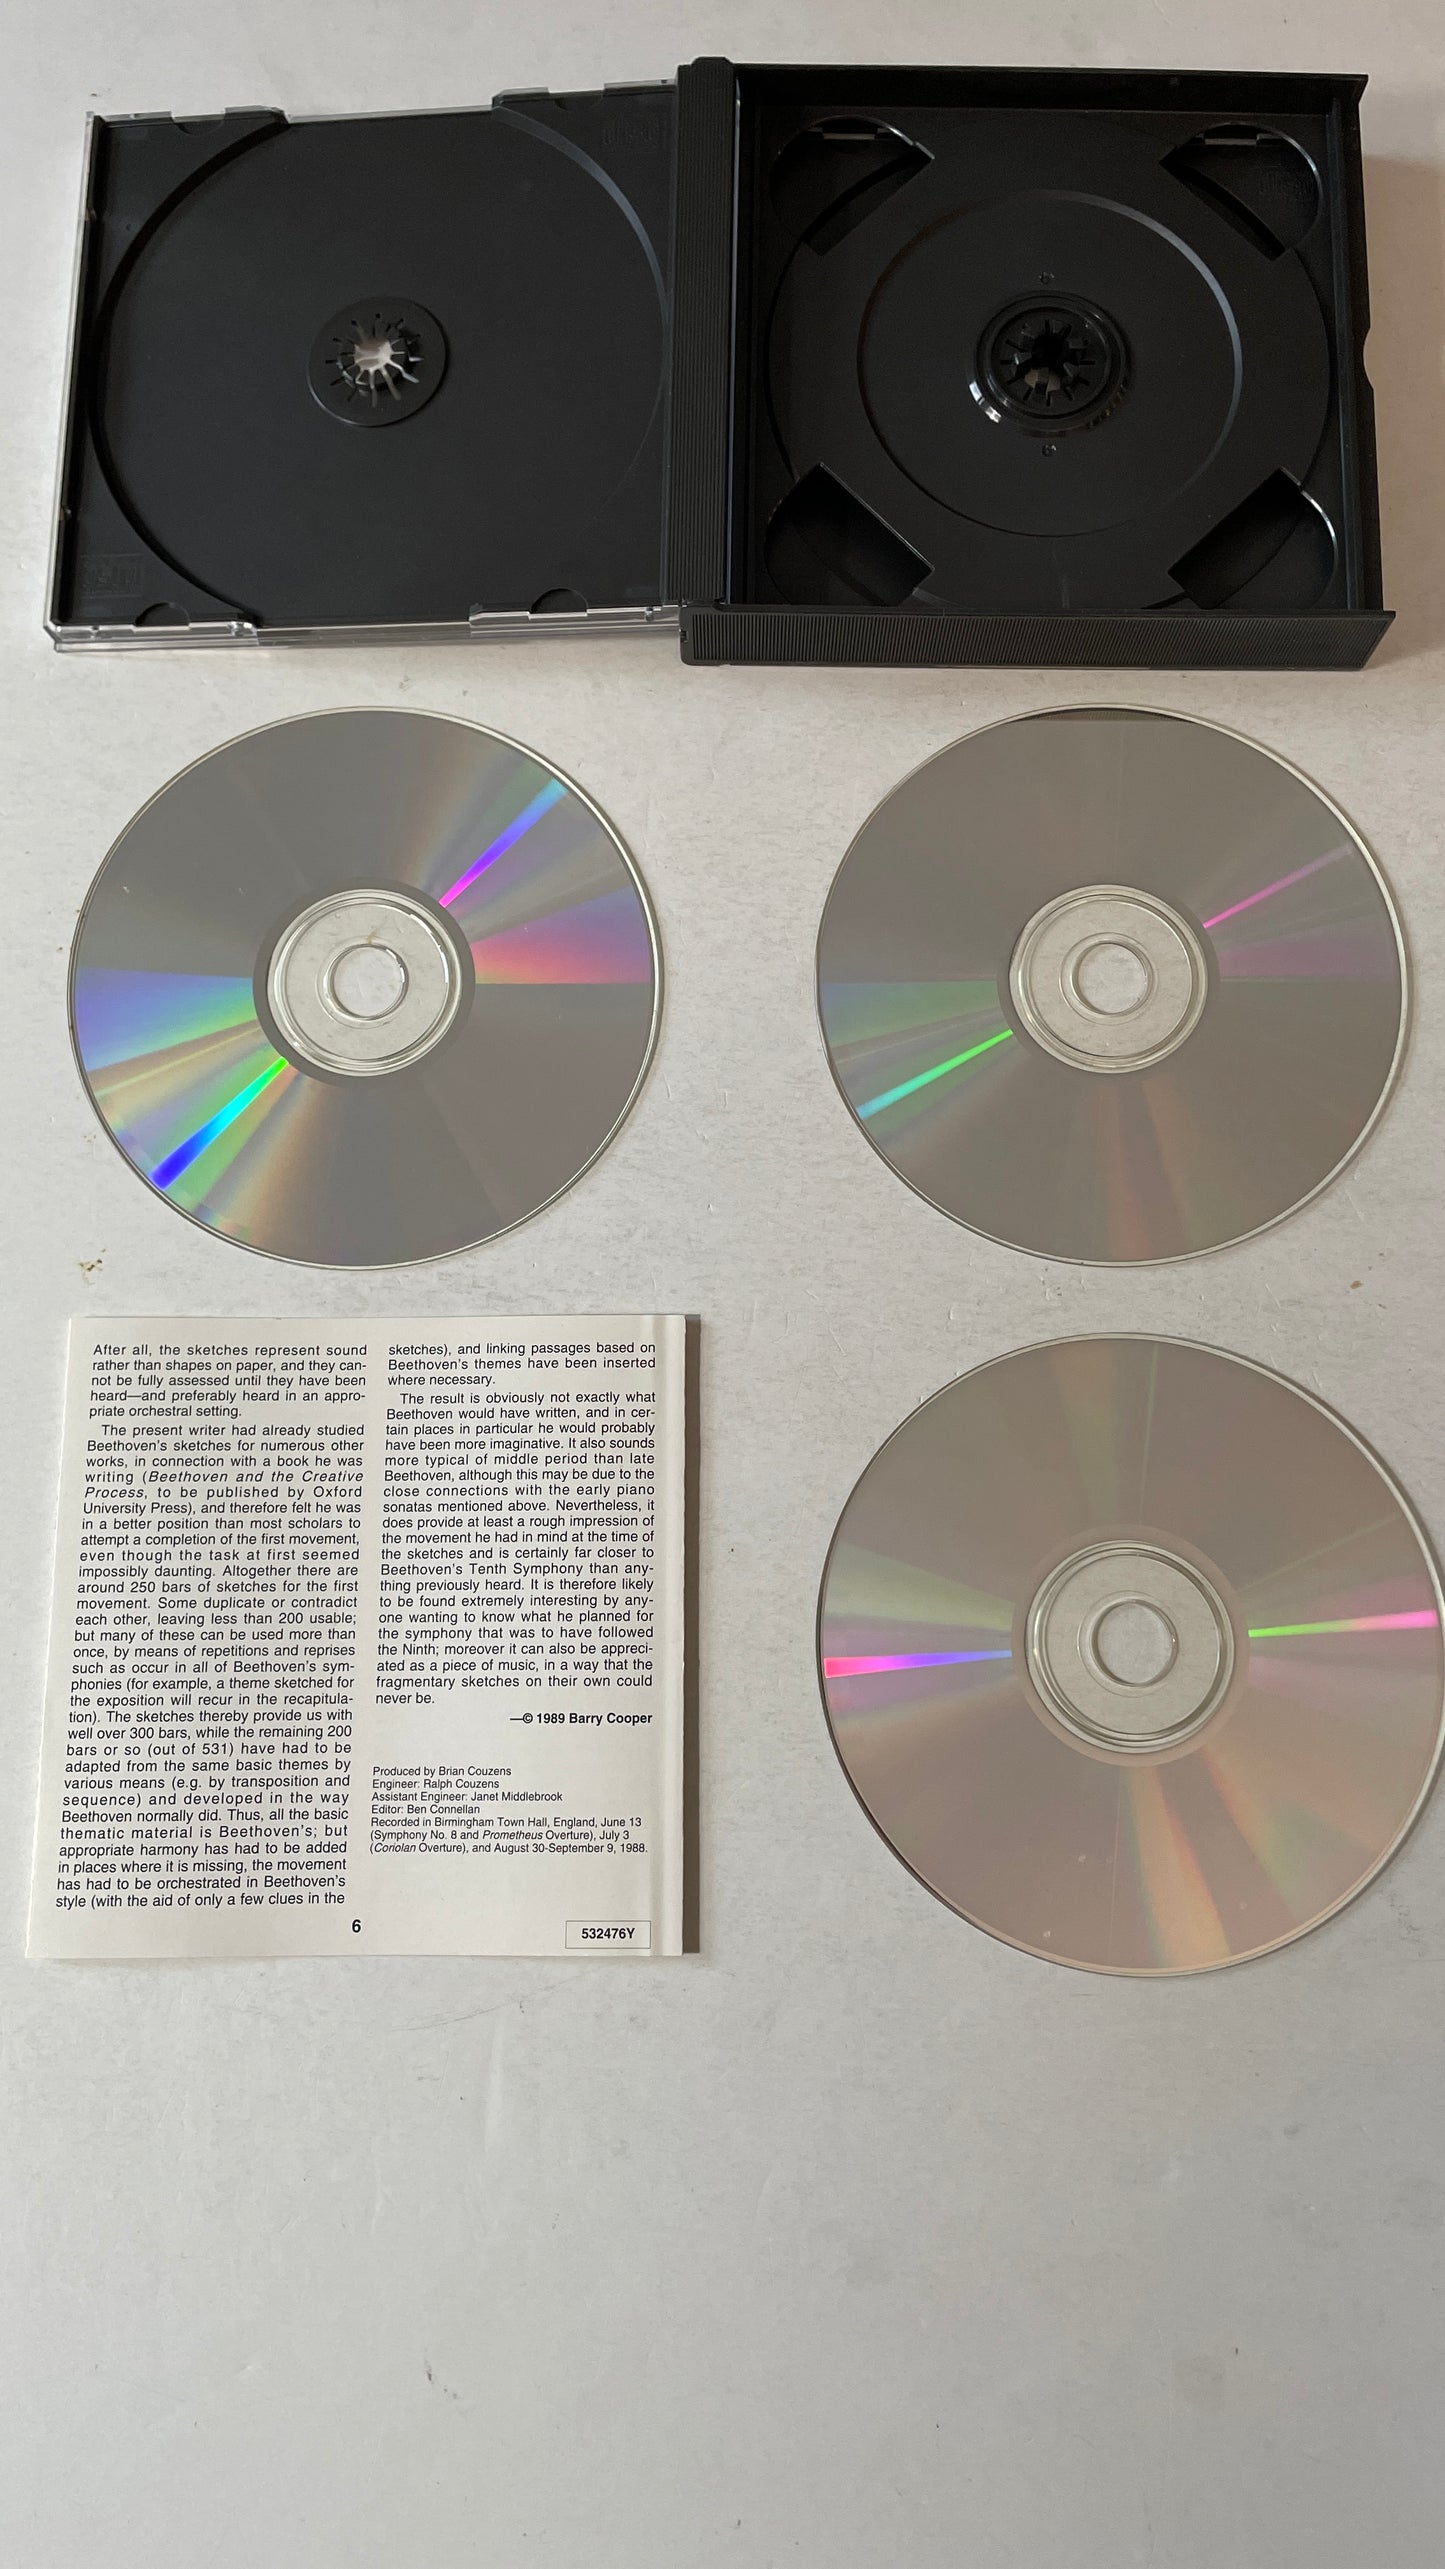 After all, the sketches represent sound
rather than shapes on paper, and they can-
not be fully assessed until they have been
heard—and preferably heard in an appro-
priate orchestral setting.
The present writer had already studied
Beethoven's sketches for numerous other
works, in connection with a book he was
writing (Beethoven and the Creative
Process, to be published by Oxford
University Press), and therefore felt he was
in a better position than most scholars to
attempt a completion of the first movement,
even though the task at first seemed
impossibly daunting. Altogether there are
around 250 bars of sketches for the first
movement. Some duplicate or contradict
each other, leaving less than 200 usable;
but many of these can be used more than
once, by means of repetitions and reprises
such as occur in all of Beethoven's sym-
phonies (for example, a theme sketched for
the exposition will recur in the recapitula-
tion). The sketches thereby provide us with
well over 300 bars, while the remaining 200
bars or so (out of 531) have had to be
adapted from the same basic themes by
various means (e.g. by transposition and
sequence) and developed in the way
Beethoven normally did. Thus, all the basic
thematic material is Beethoven's; but
appropriate harmony has had to be added
in places where it is missing, the movement
has had to be orchestrated in Beethoven's
style (with the aid of only a few clues in the
sketches), and linking passages based on
Beethoven's themes have been inserted
where necessary.
The result is obviously not exactly what
Beethoven would have written, and in cer-
tain places in particular he would probably
have been more imaginative. It also sounds
more typical of middle period than late
Beethoven, although this may be due to the
close connections with the early piano
sonatas mentioned above. Nevertheless, it
does provide at least a rough impression of
the movement he had in mind at the time of
the sketches and is certainly far closer to
Beethoven's Tenth Symphony than any-
thing previously heard. It is therefore likely
to be found extremely interesting by any-
one wanting to know what he planned for
the symphony that was to have followed
the Ninth; moreover it can also be appreci-
ated as a piece of music, in a way that the
fragmentary sketches on their own could
never be.
—© 1989 Barry Cooper
Produced by Brian Couzens
Engineer: Ralph Couzens
Assistant Engineer: Janet Middlebrook
Editor: Ben Connellan
Recorded in Birmingham Town Hall, England, June 13
(Symphony No. 8 and Prometheus Overture), July 3
(Coriolan Overture), and August 30-September 9, 1988.
6
532476Y